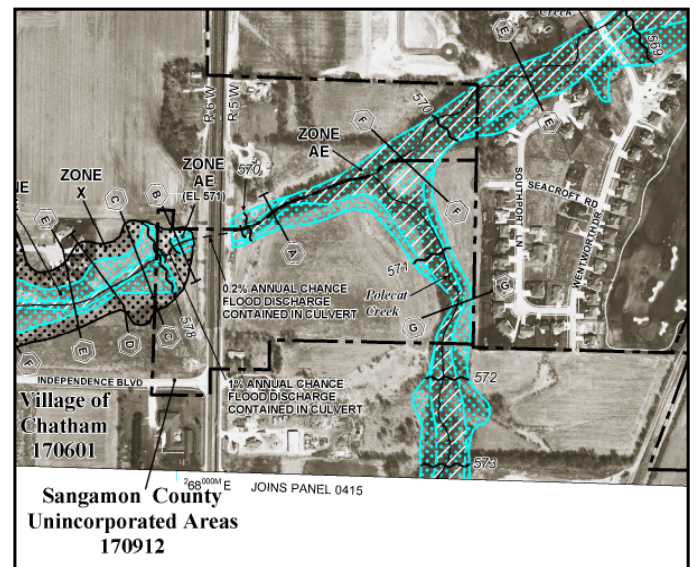 Creek
569
E
570
F
R 6 W
R 5 W
ZONE
AE
E
ZONE
AE
(EL 571)
570
ZONE
X
NE
E
C
B
SOUTHPORT LN
SEACROFT RD
WENTWORTH DR
F
A
571
Polecat
Creek
G
G
0.2% ANNUAL CHANCE
FLOOD DISCHARGE
CONTAINED IN CULVERT
578
C
D
E
G
INDEPENDENCE BLVD
1% ANNUAL CHANCE
FLOOD DISCHARGE
CONTAINED IN CULVERT
572
573
Village of
Chatham
170601
268000M E
JOINS PANEL 0415
Sangamon County
Unincorporated Areas
170912